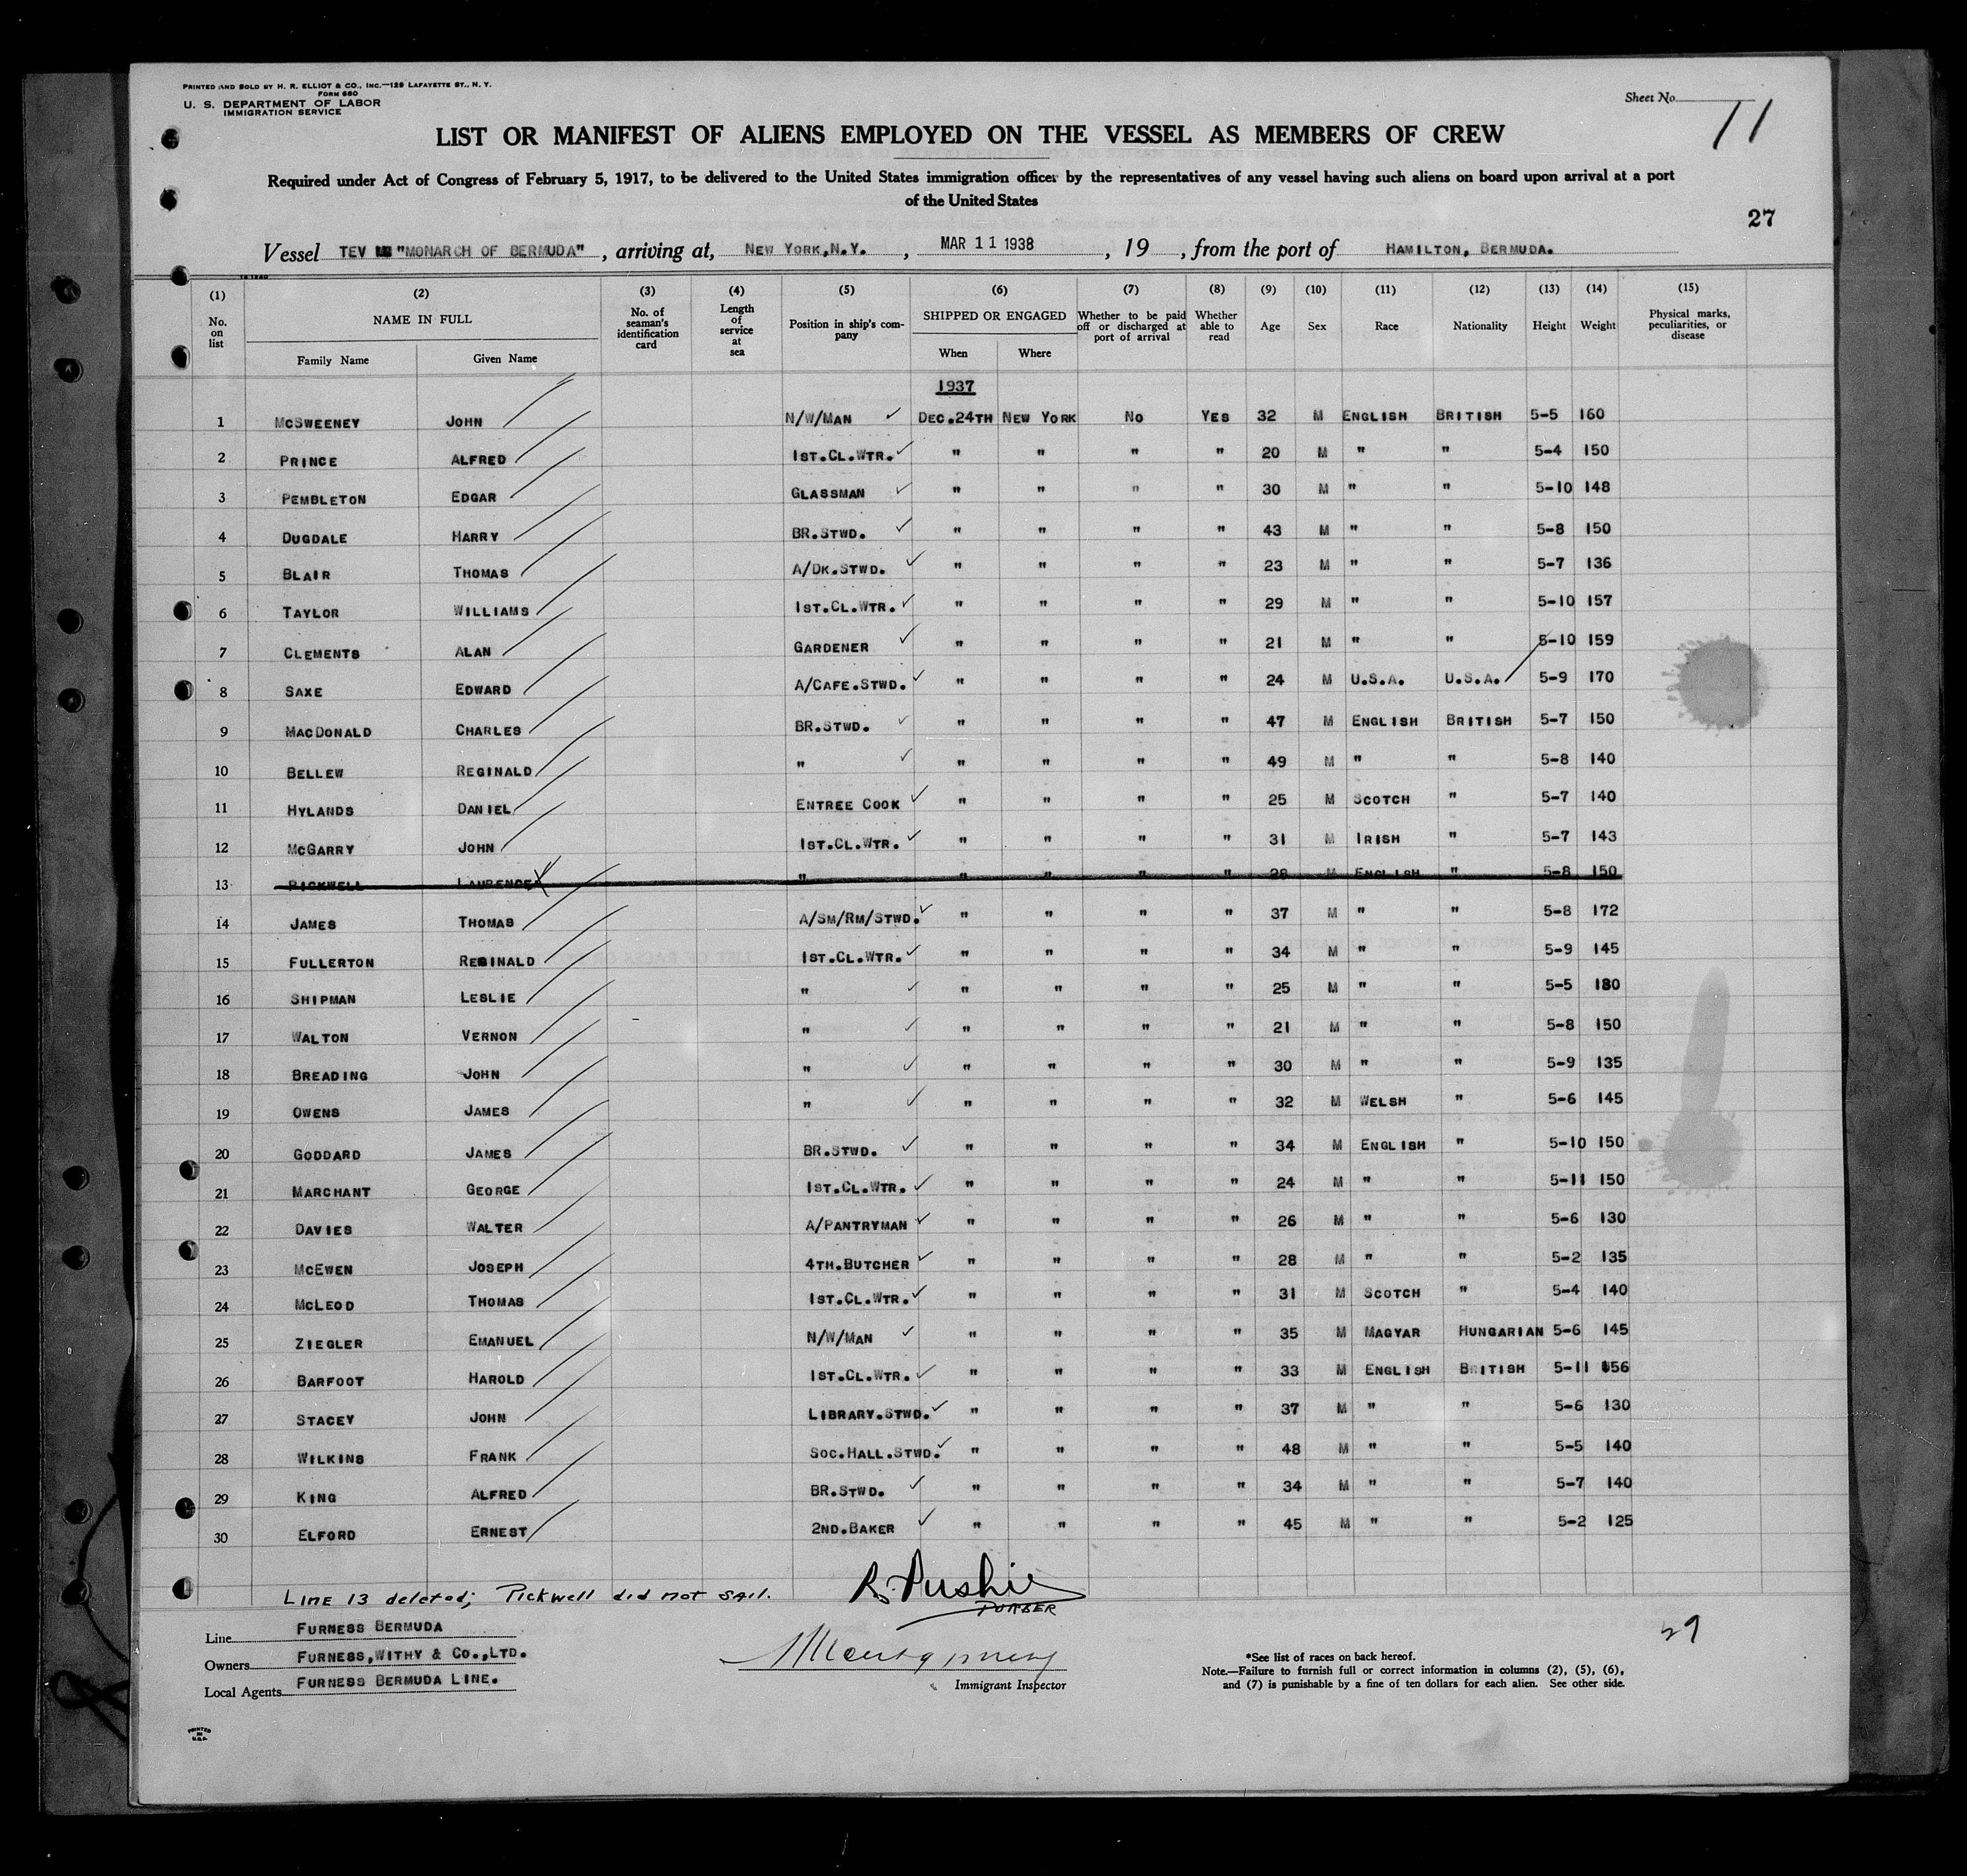 PRINTED AND SOLD BY H. R. ELLIOT & CO., INC.—129 LAFAYETTE ST., N. Y.
FORM 680
U. S. DEPARTMENT OF LABOR
IMMIGRATION SERVICE
Sheet No. 11
LIST OR MANIFEST OF ALIENS EMPLOYED ON THE VESSEL AS MEMBERS OF CREW
Required under Act of Congress of February 5, 1917, to be delivered to the United States immigration officer by the representatives of any vessel having such aliens on board upon arrival at a port
of the United States
27
Vessel TEV "MONARCH OF BERMUDA", arriving at, NEW YORK, N.Y., MAR 11 1938, 19 , from the port of HAMILTON, BERMUDA.
(1) No. on list (2) NAME IN FULL Family Name Given Name (3) No. of seaman's identification card (4) Length of service at sea (5) Position in ship's company (6) SHIPPED OR ENGAGED When Where (7) Whether to be paid off or discharged at port of arrival (8) Whether able to read (9) Age (10) Sex (11) Race (12) Nationality (13) Height (14) Weight (15) Physical marks, peculiarities, or disease
1937
1 McSWEENEY JOHN N/W/MAN ✓ DEC.24TH NEW YORK NO YES 32 M ENGLISH BRITISH 5-5 160
2 PRINCE ALFRED 1ST.CL.WTR. ✓ " " " " 20 M " " 5-4 150
3 PEMBLETON EDGAR GLASSMAN ✓ " " " " 30 M " " 5-10 148
4 DUGDALE HARRY BR.STWD. ✓ " " " " 43 M " " 5-8 150
5 BLAIR THOMAS A/DK.STWD. ✓ " " " " 23 M " " 5-7 136
6 TAYLOR WILLIAMS 1ST.CL.WTR. ✓ " " " " 29 M " " 5-10 157
7 CLEMENTS ALAN GARDENER ✓ " " " " 21 M " " 5-10 159
8 SAXE EDWARD A/CAFE.STWD. ✓ " " " " 24 M U.S.A. U.S.A. 5-9 170
9 MACDONALD CHARLES BR.STWD. ✓ " " " " 47 M ENGLISH BRITISH 5-7 150
10 BELLEW REGINALD " ✓ " " " " 49 M " " 5-8 140
11 HYLANDS DANIEL ENTREE COOK ✓ " " " " 25 M SCOTCH " 5-7 140
12 McGARRY JOHN 1ST.CL.WTR. ✓ " " " " 31 M IRISH " 5-7 143
13 PICKWELL LAURENCE " " " " " 28 M ENGLISH " 5-8 150
14 JAMES THOMAS A/SM/RM/STWD. ✓ " " " " 37 M " " 5-8 172
15 FULLERTON REGINALD 1ST.CL.WTR. ✓ " " " " 34 M " " 5-9 145
16 SHIPMAN LESLIE " ✓ " " " " 25 M " " 5-5 180
17 WALTON VERNON " ✓ " " " " 21 M " " 5-8 150
18 BREADING JOHN " ✓ " " " " 30 M " " 5-9 135
19 OWENS JAMES " ✓ " " " " 32 M WELSH " 5-6 145
20 GODDARD JAMES BR.STWD. ✓ " " " " 34 M ENGLISH " 5-10 150
21 MARCHANT GEORGE 1ST.CL.WTR. ✓ " " " " 24 M " " 5-11 150
22 DAVIES WALTER A/PANTRYMAN ✓ " " " " 26 M " " 5-6 130
23 McEWEN JOSEPH 4TH.BUTCHER ✓ " " " " 28 M " " 5-2 135
24 McLEOD THOMAS 1ST.CL.WTR. ✓ " " " " 31 M SCOTCH " 5-4 140
25 ZIEGLER EMANUEL N/W/MAN ✓ " " " " 35 M MAGYAR HUNGARIAN 5-6 145
26 BARFOOT HAROLD 1ST.CL.WTR. ✓ " " " " 33 M ENGLISH BRITISH 5-11 156
27 STACEY JOHN LIBRARY.STWD. ✓ " " " " 37 M " " 5-6 130
28 WILKINS FRANK SOC.HALL.STWD. ✓ " " " " 48 M " " 5-5 140
29 KING ALFRED BR.STWD. ✓ " " " " 34 M " " 5-7 140
30 ELFORD ERNEST 2ND.BAKER ✓ " " " " 45 M " " 5-2 125
LINE 13 deleted; Pickwell did not sail.
R. Pushie
PURSER
Line FURNESS BERMUDA
Owners FURNESS, WITHY & CO., LTD.
Local Agents FURNESS BERMUDA LINE.
Montgomery
Immigrant Inspector
29
*See list of races on back hereof.
Note.—Failure to furnish full or correct information in columns (2), (5), (6),
and (7) is punishable by a fine of ten dollars for each alien. See other side.
PRINTED
IN
U.S.A.